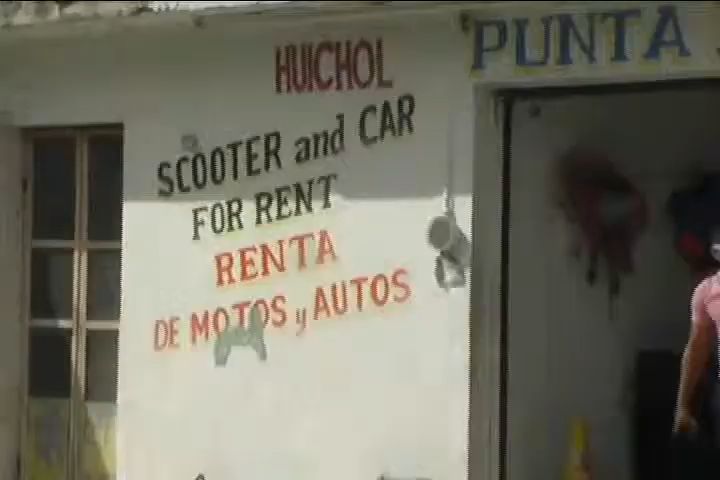 HUICHOL
SCOOTER and CAR
FOR RENT
RENTA
DE MOTOS y AUTOS
PUNTA